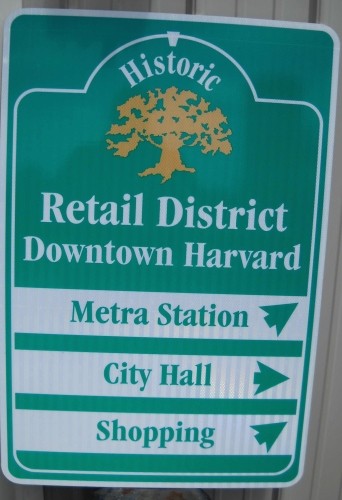 Historic
Retail District
Downtown Harvard
Metra Station
City Hall
Shopping